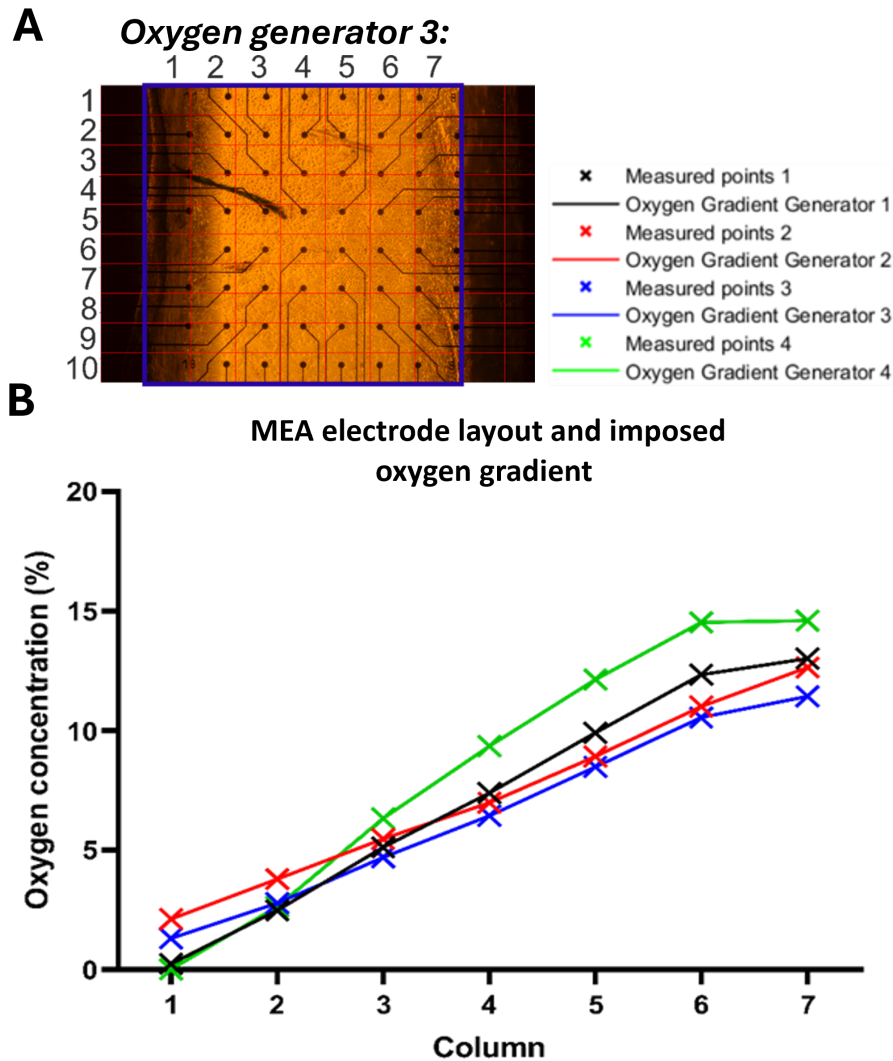 A
Oxygen generator 3:
1 2 3 4 5 6 7
1
2
3
4
5
6
7
8
9
10
Measured points 1
Oxygen Gradient Generator 1
Measured points 2
Oxygen Gradient Generator 2
Measured points 3
Oxygen Gradient Generator 3
Measured points 4
Oxygen Gradient Generator 4
B
MEA electrode layout and imposed
oxygen gradient
Oxygen concentration (%)
20
15
10
5
0
1 2 3 4 5 6 7
Column